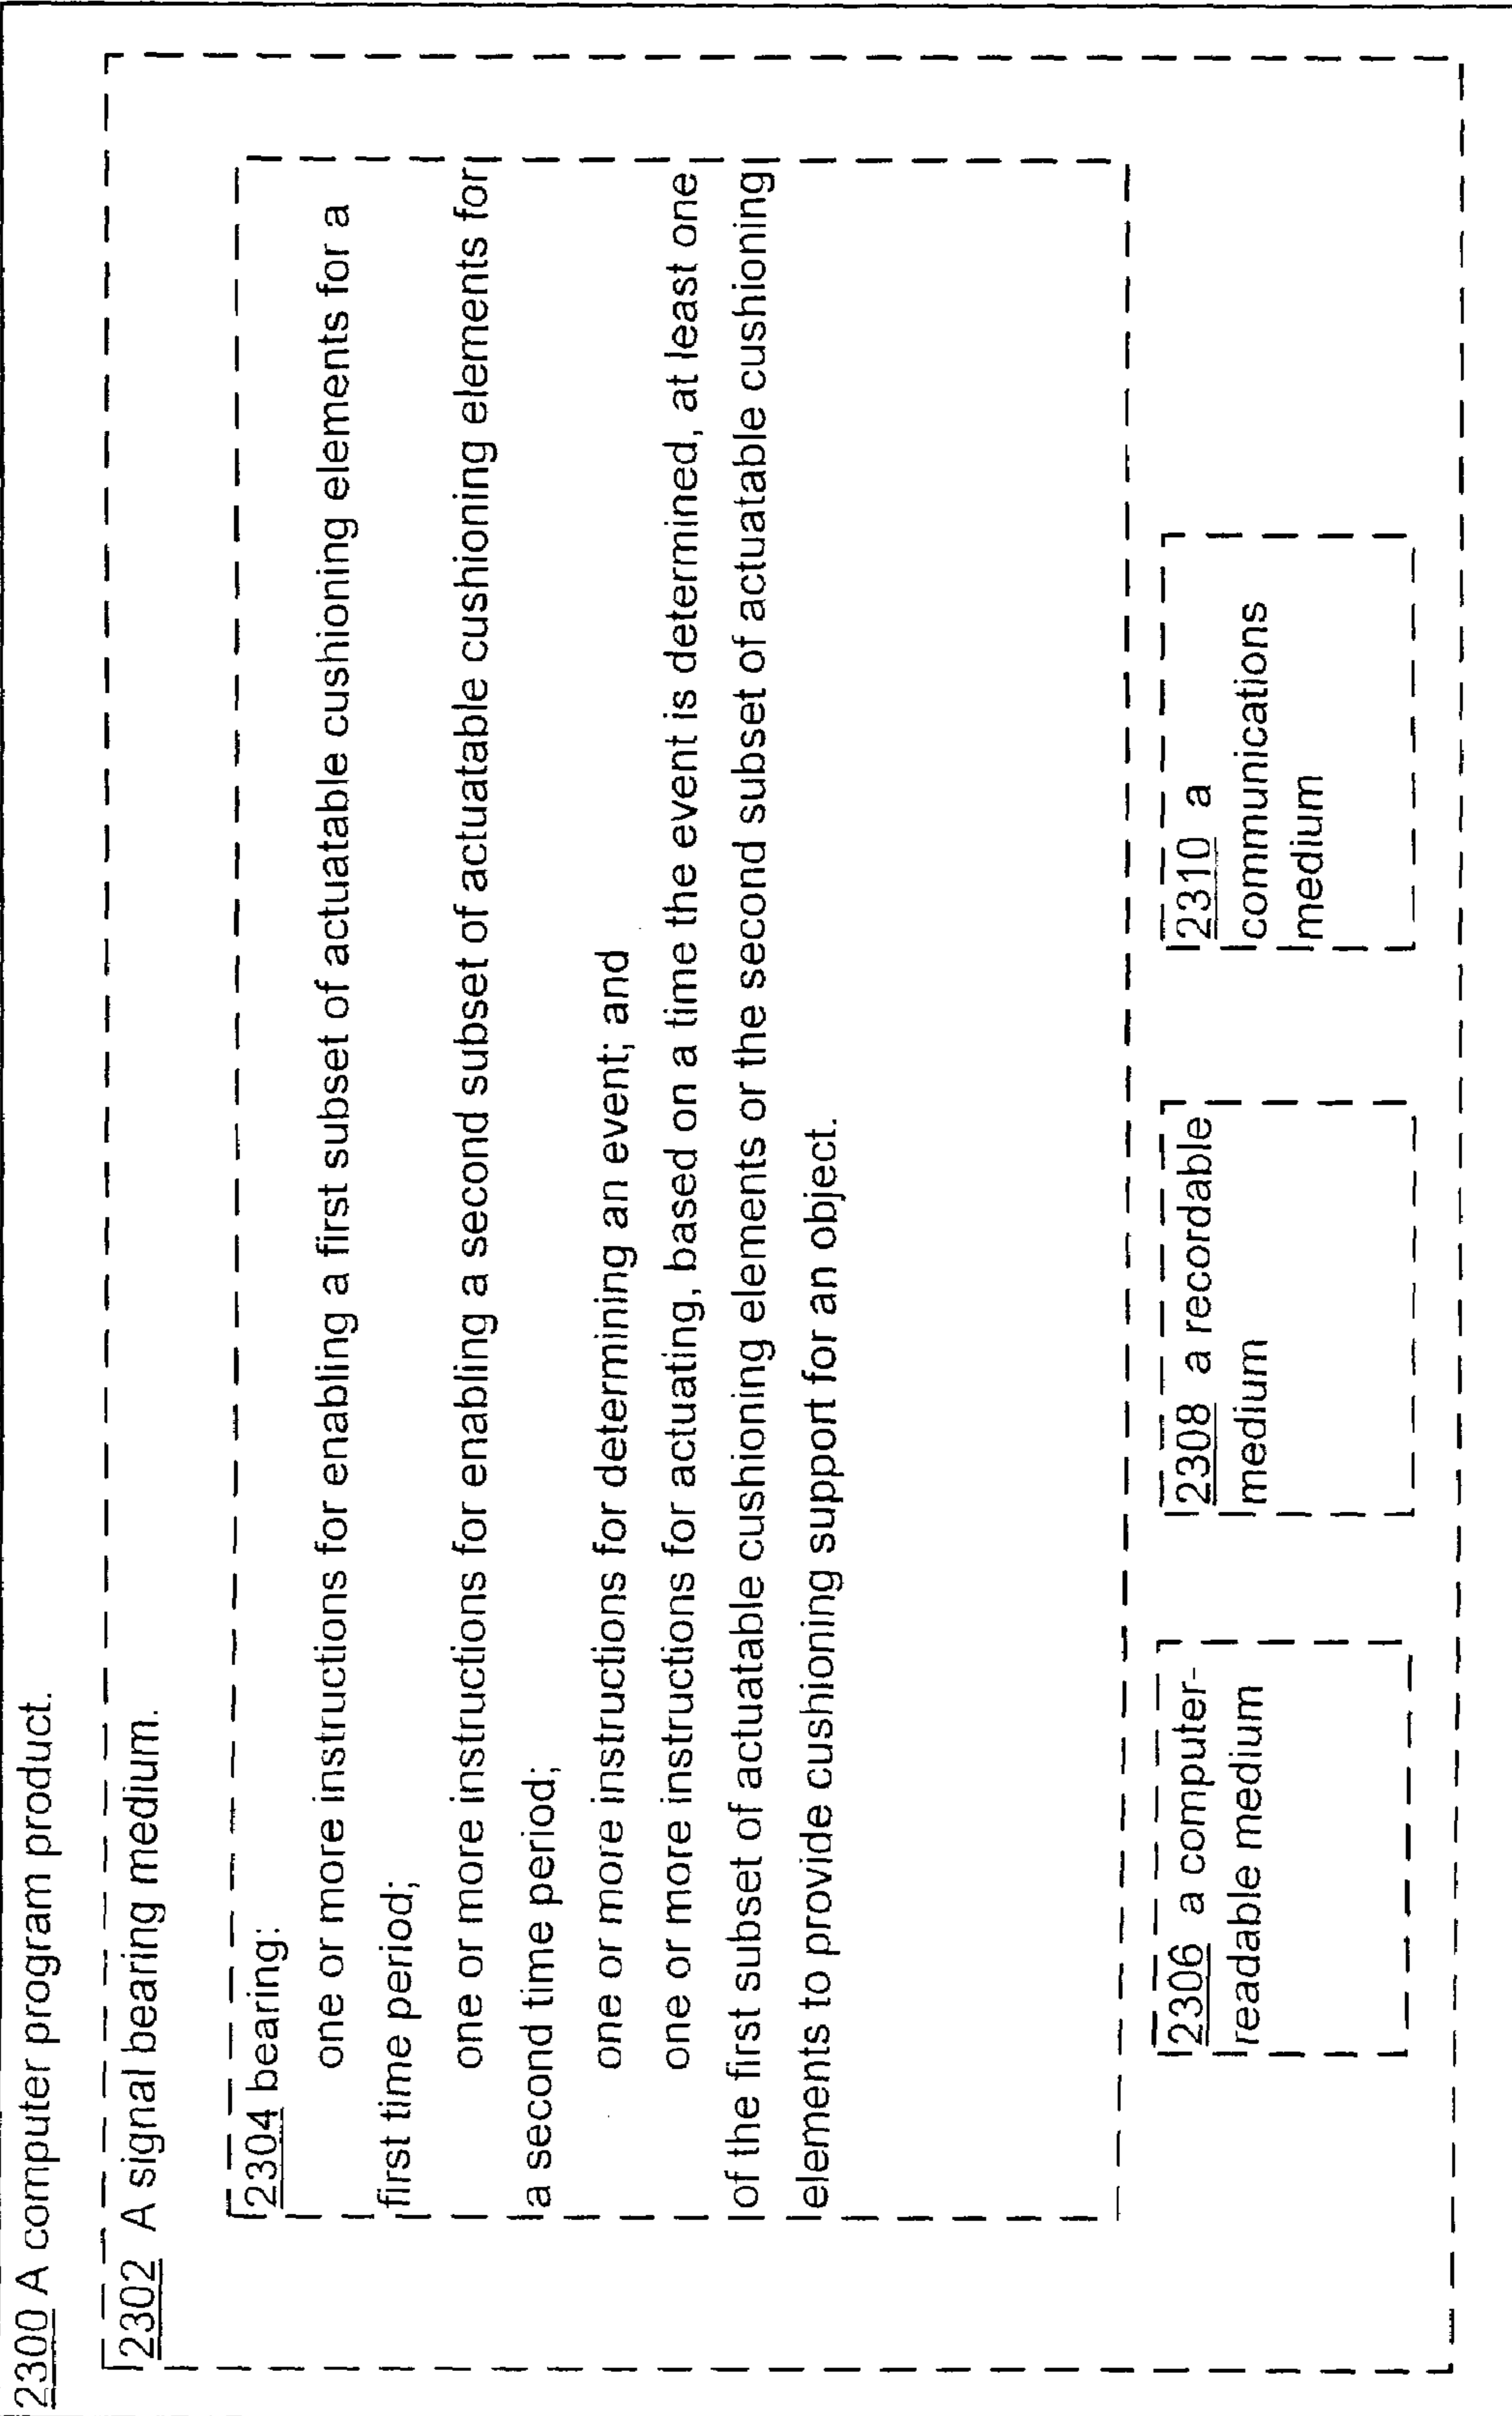 2300 A computer program product.
2302 A signal bearing medium.
2304 bearing:
one or more instructions for enabling a first subset of actuatable cushioning elements for a
first time period;
one or more instructions for enabling a second subset of actuatable cushioning elements for
a second time period;
one or more instructions for determining an event; and
one or more instructions for actuating, based on a time the event is determined, at least one
of the first subset of actuatable cushioning elements or the second subset of actuatable cushioning
elements to provide cushioning support for an object.
2306 a computer-
readable medium
2308 a recordable
medium
2310 a
communications
medium